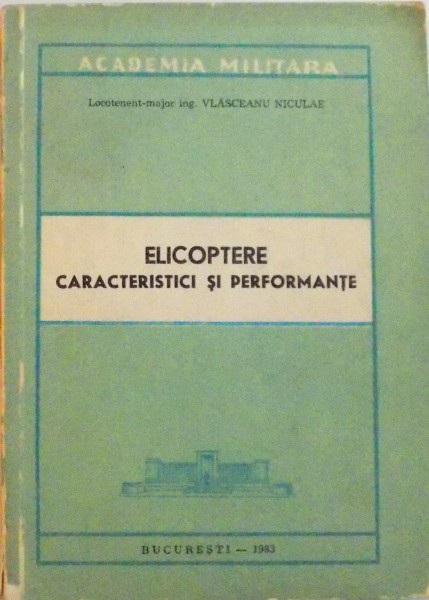 ACADEMIA MILITARA
Locotenent-major ing. VLĂSCEANU NICULAE
ELICOPTERE
CARACTERISTICI ȘI PERFORMANȚE
BUCUREȘTI — 1983